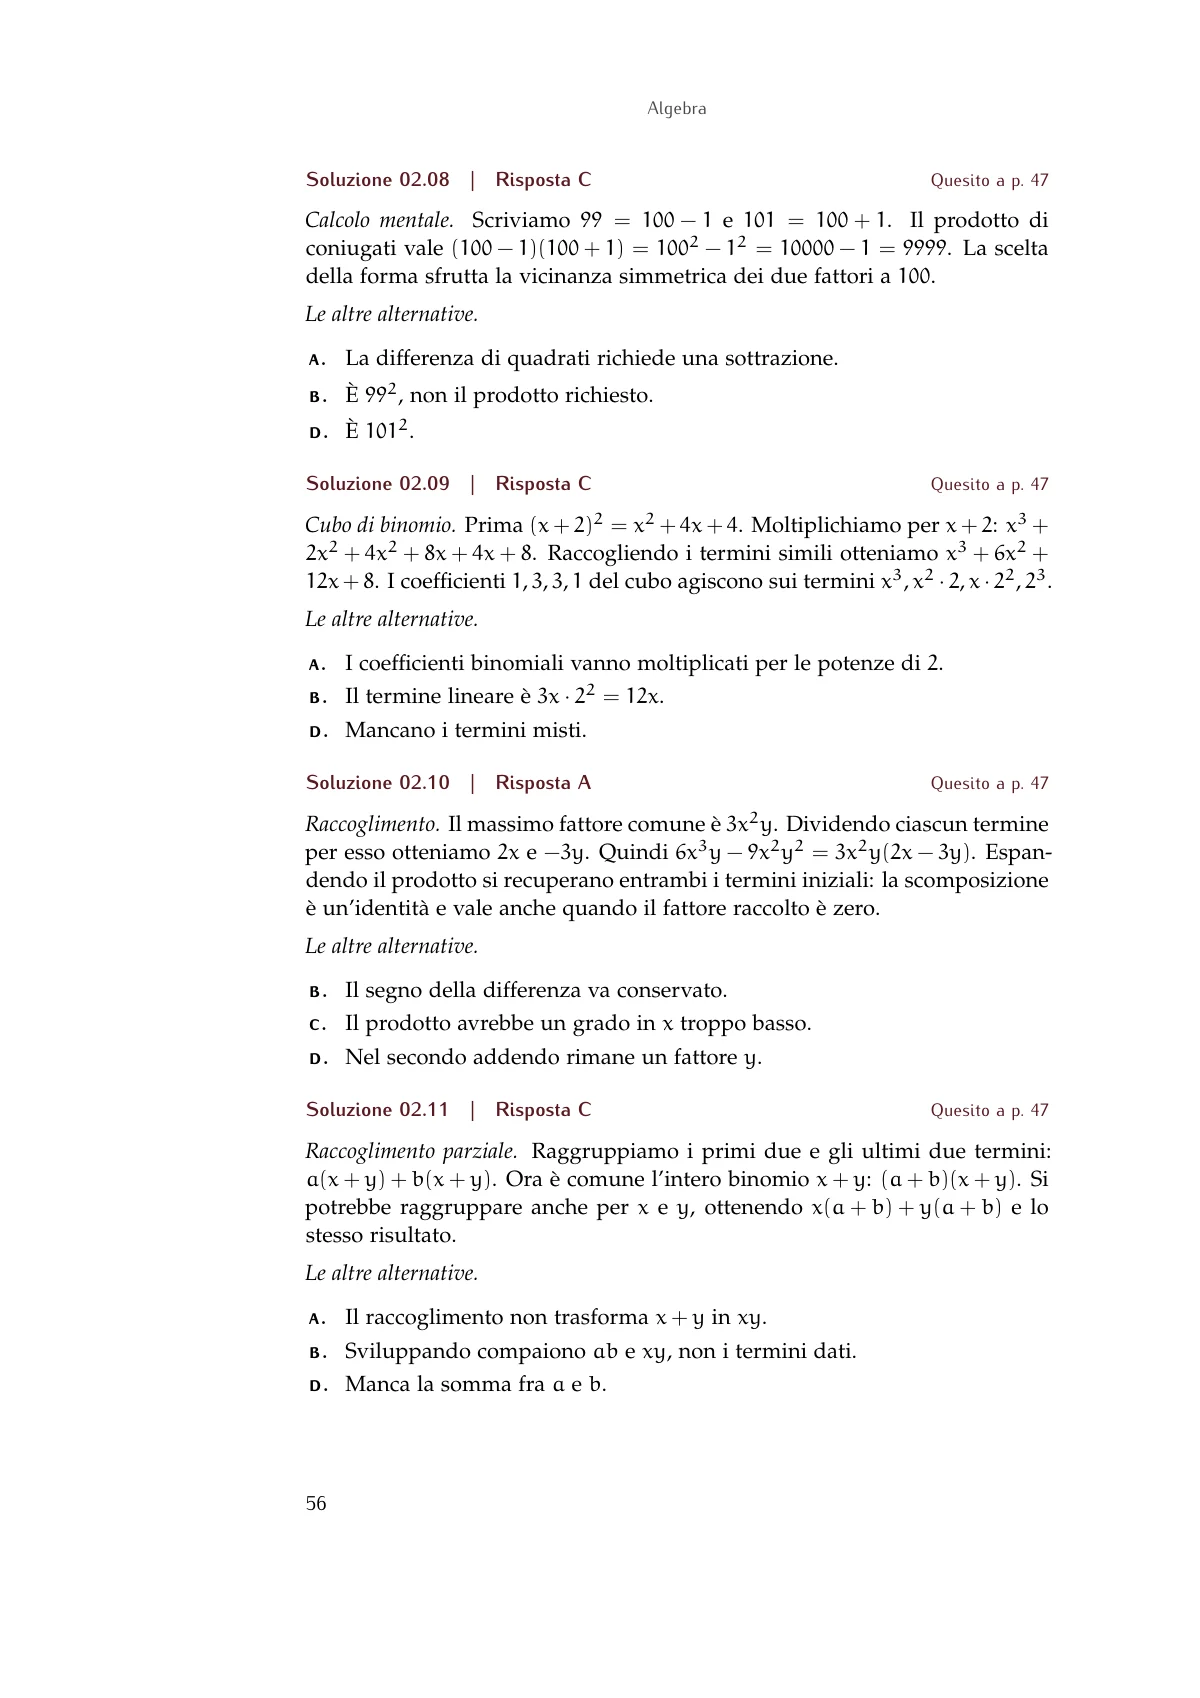 Algebra
Soluzione 02.08 | Risposta C Quesito a p. 47
Calcolo mentale. Scriviamo 99 = 100 − 1 e 101 = 100 + 1. Il prodotto di
coniugati vale (100 − 1)(100 + 1) = 100² − 1² = 10000 − 1 = 9999. La scelta
della forma sfrutta la vicinanza simmetrica dei due fattori a 100.
Le altre alternative.
A. La differenza di quadrati richiede una sottrazione.
B. È 99², non il prodotto richiesto.
D. È 101².
Soluzione 02.09 | Risposta C Quesito a p. 47
Cubo di binomio. Prima (x + 2)² = x² + 4x + 4. Moltiplichiamo per x + 2: x³ +
2x² + 4x² + 8x + 4x + 8. Raccogliendo i termini simili otteniamo x³ + 6x² +
12x + 8. I coefficienti 1, 3, 3, 1 del cubo agiscono sui termini x³, x² · 2, x · 2², 2³.
Le altre alternative.
A. I coefficienti binomiali vanno moltiplicati per le potenze di 2.
B. Il termine lineare è 3x · 2² = 12x.
D. Mancano i termini misti.
Soluzione 02.10 | Risposta A Quesito a p. 47
Raccoglimento. Il massimo fattore comune è 3x²y. Dividendo ciascun termine
per esso otteniamo 2x e −3y. Quindi 6x³y − 9x²y² = 3x²y(2x − 3y). Espan-
dendo il prodotto si recuperano entrambi i termini iniziali: la scomposizione
è un'identità e vale anche quando il fattore raccolto è zero.
Le altre alternative.
B. Il segno della differenza va conservato.
C. Il prodotto avrebbe un grado in x troppo basso.
D. Nel secondo addendo rimane un fattore y.
Soluzione 02.11 | Risposta C Quesito a p. 47
Raccoglimento parziale. Raggruppiamo i primi due e gli ultimi due termini:
a(x + y) + b(x + y). Ora è comune l'intero binomio x + y: (a + b)(x + y). Si
potrebbe raggruppare anche per x e y, ottenendo x(a + b) + y(a + b) e lo
stesso risultato.
Le altre alternative.
A. Il raccoglimento non trasforma x + y in xy.
B. Sviluppando compaiono ab e xy, non i termini dati.
D. Manca la somma fra a e b.
56